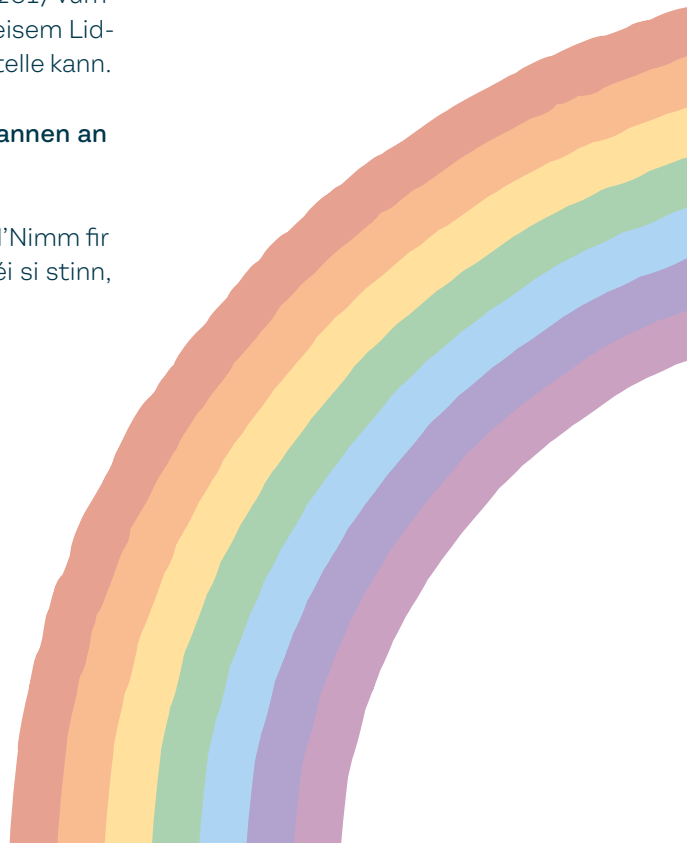 eisem Lid-
telle kann.
annen an
d'Nimm fir
éi si stinn,